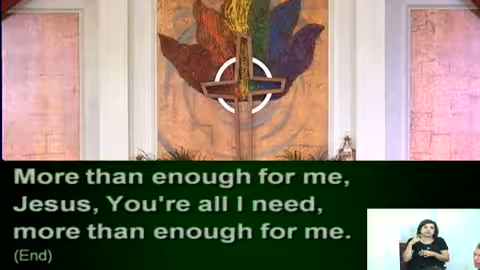 More than enough for me,
Jesus, You're all I need,
more than enough for me.
(End)